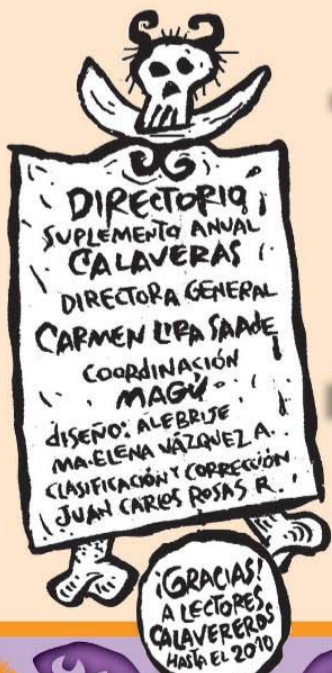 DIRECTORIO
SUPLEMENTO ANUAL
CALAVERAS
DIRECTORA GENERAL
CARMEN LIRA SAADE
COORDINACIÓN
MAGÚ
DISEÑO: ALEBRIJE
MA. ELENA VÁZQUEZ A.
CLASIFICACIÓN Y CORRECCIÓN
JUAN CARLOS ROSAS R.
¡GRACIAS!
A LECTORES
CALAVEREROS
HASTA EL 2010